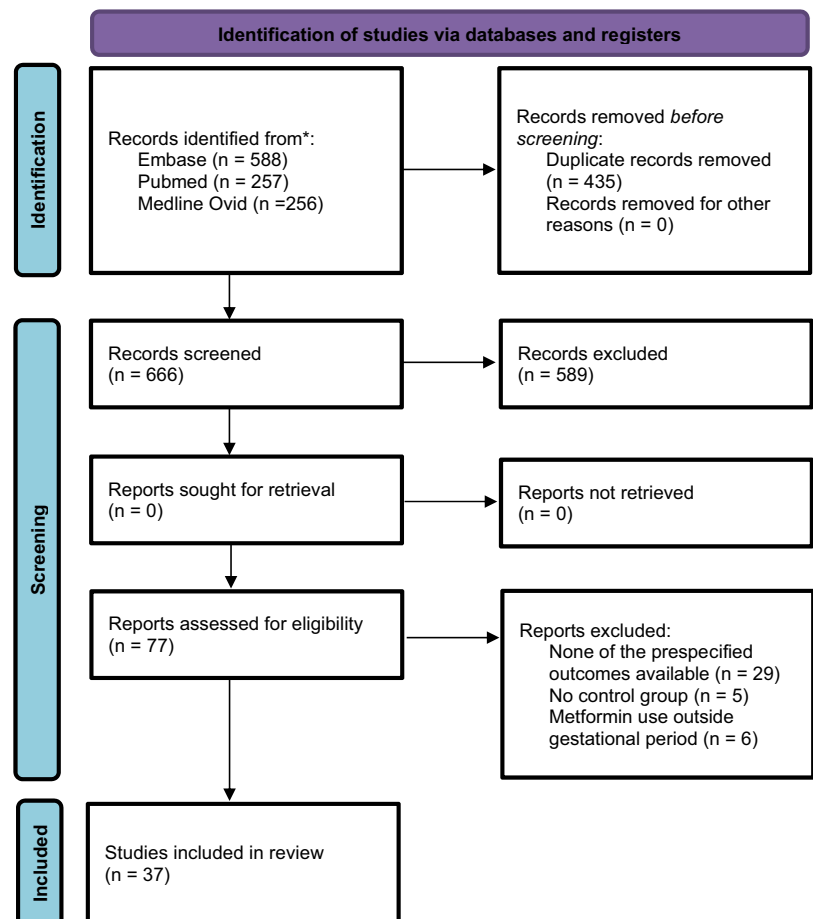 Identification of studies via databases and registers
Identification
Records identified from*:
Embase (n = 588)
Pubmed (n = 257)
Medline Ovid (n =256)
Records removed before
screening:
Duplicate records removed
(n = 435)
Records removed for other
reasons (n = 0)
Screening
Records screened
(n = 666)
Records excluded
(n = 589)
Reports sought for retrieval
(n = 0)
Reports not retrieved
(n = 0)
Reports assessed for eligibility
(n = 77)
Reports excluded:
None of the prespecified
outcomes available (n = 29)
No control group (n = 5)
Metformin use outside
gestational period (n = 6)
Included
Studies included in review
(n = 37)